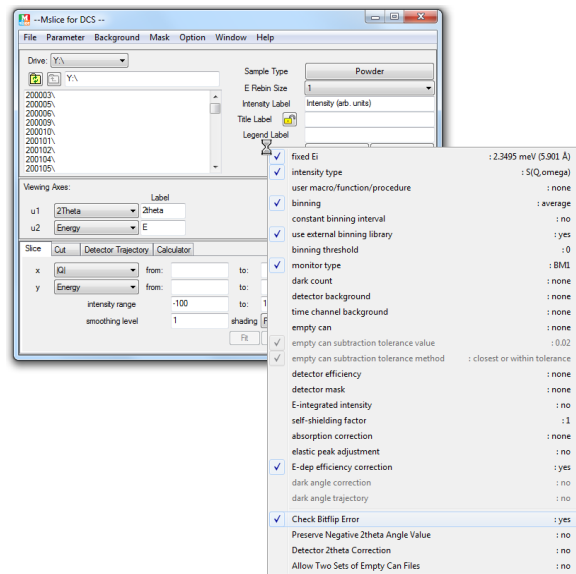 --Mslice for DCS --
File Parameter Background Mask Option Window Help
Drive: Y:\
Y:\
200003\
200005\
200006\
200009\
200010\
200101\
200102\
200104\
200105\
Sample Type Powder
E Rebin Size 1
Intensity Label Intensity (arb. units)
Title Label
Legend Label
Viewing Axes:
Label
u1 2Theta 2theta
u2 Energy E
Slice Cut Detector Trajectory Calculator
x |Q| from: to:
y Energy from: to:
intensity range -100 to: 1
smoothing level 1 shading F
Fit
fixed Ei : 2.3495 meV (5.901 Å)
intensity type : S(Q,omega)
user macro/function/procedure : none
binning : average
constant binning interval : no
use external binning library : yes
binning threshold : 0
monitor type : BM1
dark count : none
detector background : none
time channel background : none
empty can : none
empty can subtraction tolerance value : 0.02
empty can subtraction tolerance method : closest or within tolerance
detector efficiency : none
detector mask : none
E-integrated intensity : no
self-shielding factor : 1
absorption correction : none
elastic peak adjustment : no
E-dep efficiency correction : yes
dark angle correction : no
dark angle trajectory : no
Check Bitflip Error : yes
Preserve Negative 2theta Angle Value : no
Detector 2theta Correction : no
Allow Two Sets of Empty Can Files : no